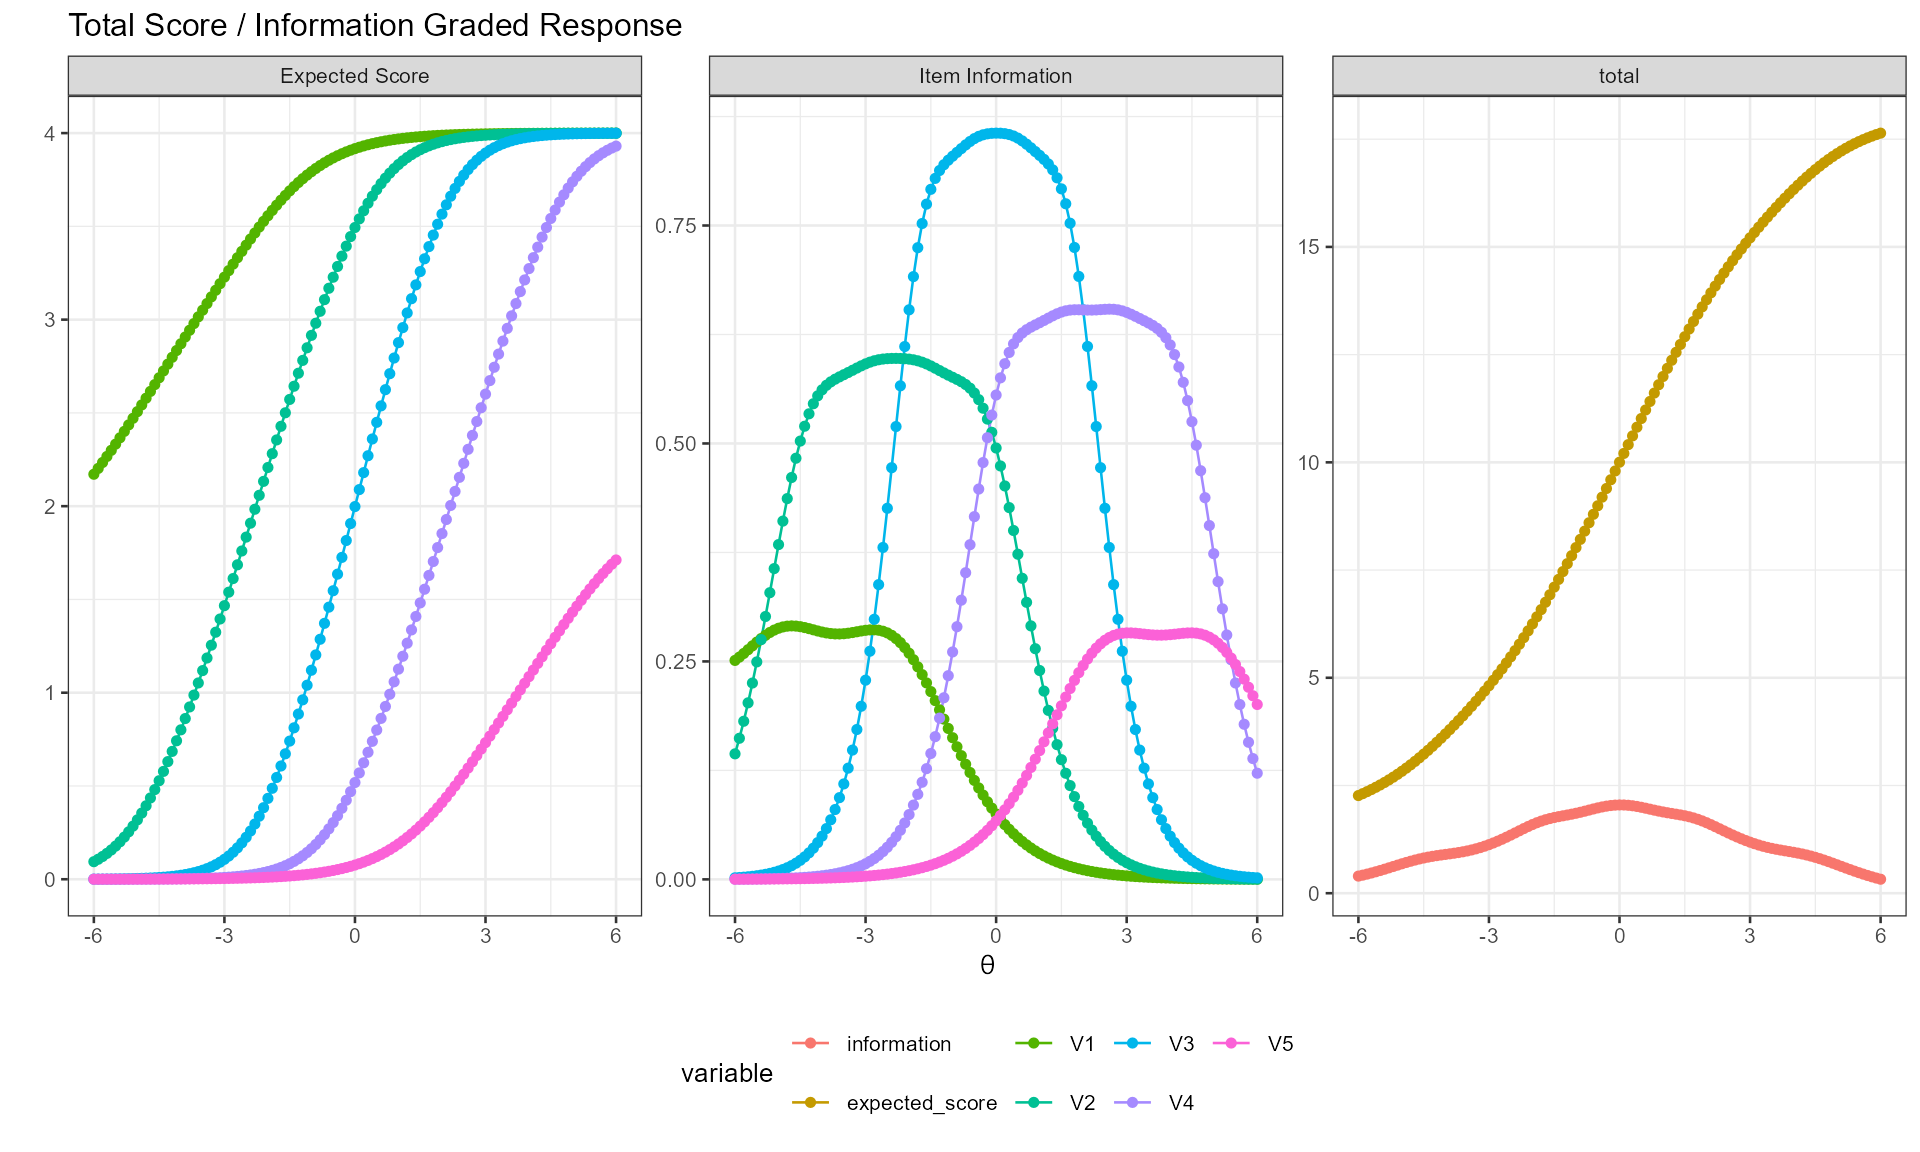 Total Score / Information Graded Response
Expected Score
Item Information
total
4
3
2
1
0
-6 -3 0 3 6
0.75
0.50
0.25
0.00
-6 -3 0 3 6
15
10
5
0
-6 -3 0 3 6
θ
variable
information V1 V3 V5
expected_score V2 V4